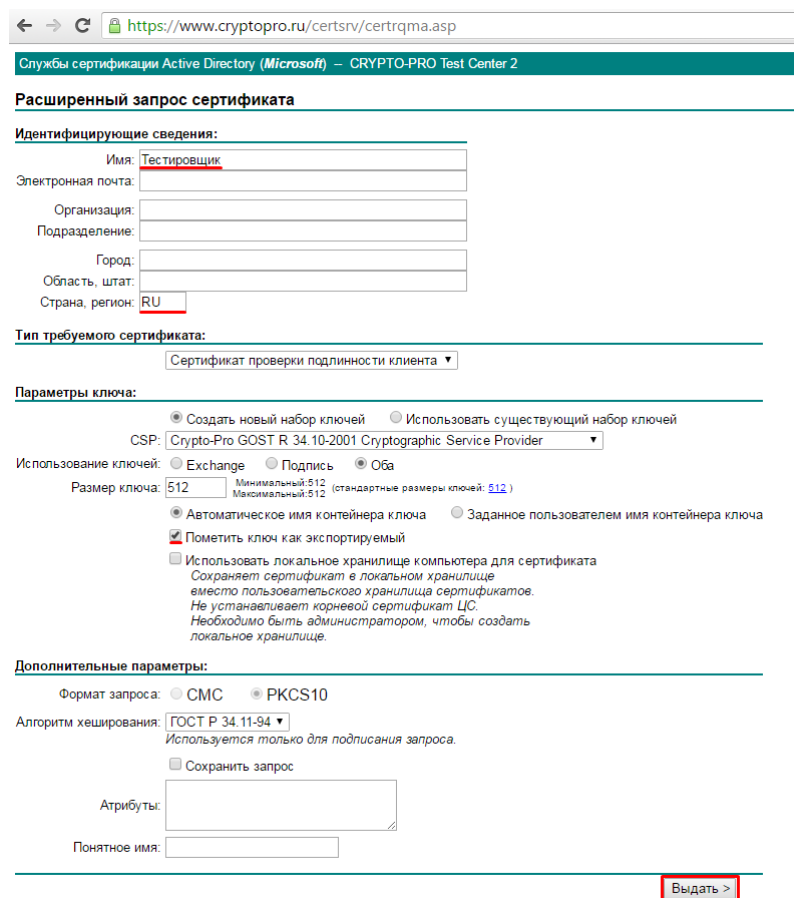 https://www.cryptopro.ru/certsrv/certrqma.asp
Службы сертификации Active Directory (Microsoft) – CRYPTO-PRO Test Center 2
Расширенный запрос сертификата
Идентифицирующие сведения:
Имя: Тестировщик
Электронная почта:
Организация:
Подразделение:
Город:
Область, штат:
Страна, регион: RU
Тип требуемого сертификата:
Сертификат проверки подлинности клиента
Параметры ключа:
Создать новый набор ключей Использовать существующий набор ключей
CSP: Crypto-Pro GOST R 34.10-2001 Cryptographic Service Provider
Использование ключей: Exchange Подпись Оба
Размер ключа: 512 Минимальный:512 Максимальный:512 (стандартные размеры ключей: 512 )
Автоматическое имя контейнера ключа Заданное пользователем имя контейнера ключа
Пометить ключ как экспортируемый
Использовать локальное хранилище компьютера для сертификата
Сохраняет сертификат в локальном хранилище
вместо пользовательского хранилища сертификатов.
Не устанавливает корневой сертификат ЦС.
Необходимо быть администратором, чтобы создать
локальное хранилище.
Дополнительные параметры:
Формат запроса: CMC PKCS10
Алгоритм хеширования: ГОСТ Р 34.11-94
Используется только для подписания запроса.
Сохранить запрос
Атрибуты:
Понятное имя:
Выдать >